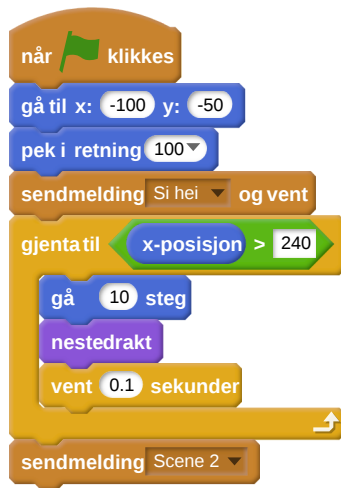 når klikkes
gå til x: -100 y: -50
pek i retning 100
sendmelding Si hei og vent
gjenta til x-posisjon > 240
gå 10 steg
nestedrakt
vent 0.1 sekunder
sendmelding Scene 2